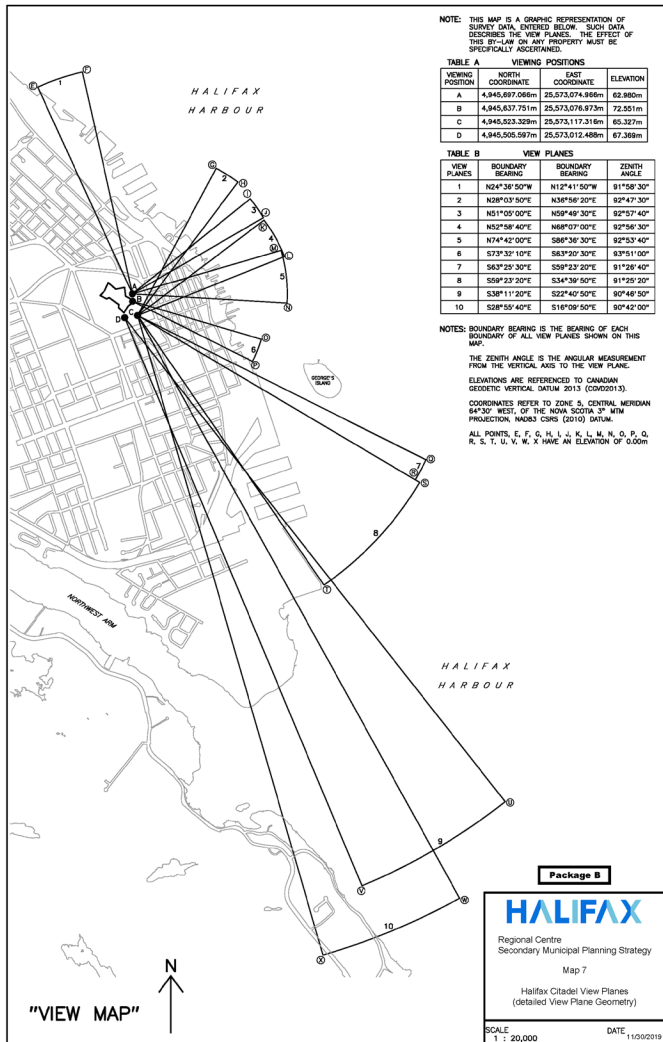 NOTE: THIS MAP IS A GRAPHIC REPRESENTATION OF
SURVEY DATA, ENTERED BELOW. SUCH DATA
DESCRIBES THE VIEW PLANES. THE EFFECT OF
THIS BY-LAW ON ANY PROPERTY MUST BE
SPECIFICALLY ASCERTAINED.
TABLE A VIEWING POSITIONS
VIEWING POSITION NORTH COORDINATE EAST COORDINATE ELEVATION
A 4,945,697.066m 25,573,074.966m 62.980m
B 4,945,637.751m 25,573,076.973m 72.551m
C 4,945,523.329m 25,573,117.316m 65.327m
D 4,945,505.597m 25,573,012.488m 67.369m
TABLE B VIEW PLANES
VIEW PLANES BOUNDARY BEARING BOUNDARY BEARING ZENITH ANGLE
1 N24°36'50"W N12°41'50"W 91°58'30"
2 N28°03'50"E N36°56'20"E 92°47'30"
3 N51°05'00"E N59°49'30"E 92°57'40"
4 N52°58'40"E N68°07'00"E 92°56'30"
5 N74°42'00"E S86°36'30"E 92°53'40"
6 S73°32'10"E S63°20'30"E 93°51'00"
7 S63°25'30"E S59°23'20"E 91°26'40"
8 S59°23'20"E S34°39'50"E 91°25'20"
9 S38°11'20"E S22°40'50"E 90°46'50"
10 S28°55'40"E S16°09'50"E 90°42'00"
NOTES: BOUNDARY BEARING IS THE BEARING OF EACH
BOUNDARY OF ALL VIEW PLANES SHOWN ON THIS
MAP.
THE ZENITH ANGLE IS THE ANGULAR MEASUREMENT
FROM THE VERTICAL AXIS TO THE VIEW PLANE.
ELEVATIONS ARE REFERENCED TO CANADIAN
GEODETIC VERTICAL DATUM 2013 (CGVD2013).
COORDINATES REFER TO ZONE 5, CENTRAL MERIDIAN
64°30' WEST, OF THE NOVA SCOTIA 3° MTM
PROJECTION, NAD83 CSRS (2010) DATUM.
ALL POINTS, E, F, G, H, I, J, K, L, M, N, O, P, Q,
R, S, T, U, V, W, X HAVE AN ELEVATION OF 0.00m
HALIFAX
HARBOUR
E
F
1
G
2
H
I
3
J
K
4
M
L
5
N
A
B
C
D
O
6
P
GEORGE'S
ISLAND
Q
7
R
S
8
T
NORTHWEST ARM
HALIFAX
HARBOUR
U
9
V
W
10
X
N
"VIEW MAP"
Package B
HALIFAX
Regional Centre
Secondary Municipal Planning Strategy
Map 7
Halifax Citadel View Planes
(detailed View Plane Geometry)
SCALE
1 : 20,000
DATE
11/30/2019